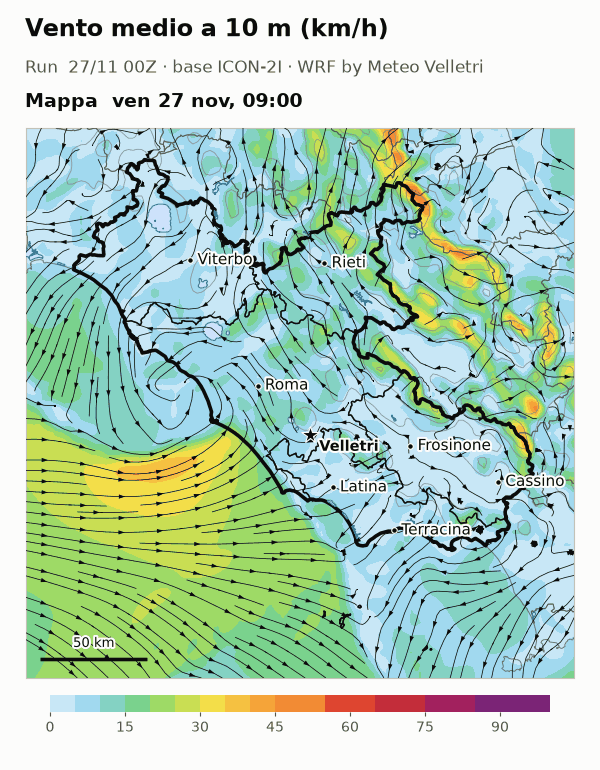 Vento medio a 10 m (km/h)
Run  27/11 00Z · base ICON-2I · WRF by Meteo Velletri
Mappa  ven 27 nov, 09:00
Viterbo
Rieti
Roma
Velletri
Frosinone
Cassino
Latina
Terracina
50 km
0 15 30 45 60 75 90